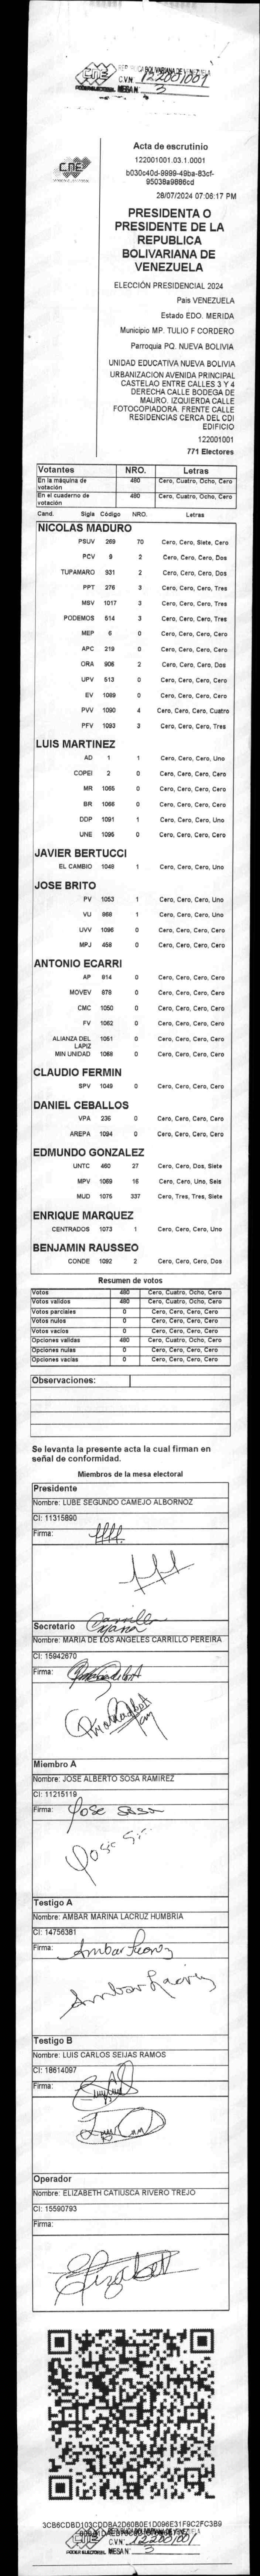 CNE
REPUBLICA BOLIVARIANA DE VENEZUELA
C.V.N° 122001001
PODER ELECTORAL MESA N° 3
CNE
Acta de escrutinio
122001001.03.1.0001
b030c40d-9999-49ba-83cf-
95038a9886cd
28/07/2024 07:06:17 PM
PRESIDENTA O
PRESIDENTE DE LA
REPUBLICA
BOLIVARIANA DE
VENEZUELA
ELECCIÓN PRESIDENCIAL 2024
Pais VENEZUELA
Estado EDO. MERIDA
Municipio MP. TULIO F CORDERO
Parroquia PQ. NUEVA BOLIVIA
UNIDAD EDUCATIVA NUEVA BOLIVIA
URBANIZACION AVENIDA PRINCIPAL
CASTELAO ENTRE CALLES 3 Y 4
DERECHA CALLE BODEGA DE
MAURO. IZQUIERDA CALLE
FOTOCOPIADORA. FRENTE CALLE
RESIDENCIAS CERCA DEL CDI
EDIFICIO
122001001
771 Electores
Votantes NRO. Letras
En la máquina de votación 480 Cero, Cuatro, Ocho, Cero
En el cuaderno de votación 480 Cero, Cuatro, Ocho, Cero
Cand. Sigla Código NRO. Letras
NICOLAS MADURO
PSUV 269 70 Cero, Cero, Siete, Cero
PCV 9 2 Cero, Cero, Cero, Dos
TUPAMARO 931 2 Cero, Cero, Cero, Dos
PPT 276 3 Cero, Cero, Cero, Tres
MSV 1017 3 Cero, Cero, Cero, Tres
PODEMOS 514 3 Cero, Cero, Cero, Tres
MEP 6 0 Cero, Cero, Cero, Cero
APC 219 0 Cero, Cero, Cero, Cero
ORA 906 2 Cero, Cero, Cero, Dos
UPV 513 0 Cero, Cero, Cero, Cero
EV 1089 0 Cero, Cero, Cero, Cero
PVV 1090 4 Cero, Cero, Cero, Cuatro
PFV 1093 3 Cero, Cero, Cero, Tres
LUIS MARTINEZ
AD 1 1 Cero, Cero, Cero, Uno
COPEI 2 0 Cero, Cero, Cero, Cero
MR 1065 0 Cero, Cero, Cero, Cero
BR 1066 0 Cero, Cero, Cero, Cero
DDP 1091 1 Cero, Cero, Cero, Uno
UNE 1095 0 Cero, Cero, Cero, Cero
JAVIER BERTUCCI
EL CAMBIO 1048 1 Cero, Cero, Cero, Uno
JOSE BRITO
PV 1053 1 Cero, Cero, Cero, Uno
VU 868 1 Cero, Cero, Cero, Uno
UVV 1096 0 Cero, Cero, Cero, Cero
MPJ 458 0 Cero, Cero, Cero, Cero
ANTONIO ECARRI
AP 914 0 Cero, Cero, Cero, Cero
MOVEV 979 0 Cero, Cero, Cero, Cero
CMC 1050 0 Cero, Cero, Cero, Cero
FV 1062 0 Cero, Cero, Cero, Cero
ALIANZA DEL LAPIZ 1051 0 Cero, Cero, Cero, Cero
MIN UNIDAD 1068 0 Cero, Cero, Cero, Cero
CLAUDIO FERMIN
SPV 1049 0 Cero, Cero, Cero, Cero
DANIEL CEBALLOS
VPA 236 0 Cero, Cero, Cero, Cero
AREPA 1094 0 Cero, Cero, Cero, Cero
EDMUNDO GONZALEZ
UNTC 460 27 Cero, Cero, Dos, Siete
MPV 1069 16 Cero, Cero, Uno, Seis
MUD 1075 337 Cero, Tres, Tres, Siete
ENRIQUE MARQUEZ
CENTRADOS 1073 1 Cero, Cero, Cero, Uno
BENJAMIN RAUSSEO
CONDE 1092 2 Cero, Cero, Cero, Dos
Resumen de votos
Votos 480 Cero, Cuatro, Ocho, Cero
Votos validos 480 Cero, Cuatro, Ocho, Cero
Votos parciales 0 Cero, Cero, Cero, Cero
Votos nulos 0 Cero, Cero, Cero, Cero
Votos vacios 0 Cero, Cero, Cero, Cero
Opciones validas 480 Cero, Cuatro, Ocho, Cero
Opciones nulas 0 Cero, Cero, Cero, Cero
Opciones vacias 0 Cero, Cero, Cero, Cero
Observaciones:
Se levanta la presente acta la cual firman en
señal de conformidad.
Miembros de la mesa electoral
Presidente
Nombre: LUBE SEGUNDO CAMEJO ALBORNOZ
CI: 11315890
Firma:
Secretario
Nombre: MARIA DE LOS ANGELES CARRILLO PEREIRA
CI: 15942670
Firma:
Miembro A
Nombre: JOSE ALBERTO SOSA RAMIREZ
CI: 11215119
Firma: Jose Sosa
Testigo A
Nombre: AMBAR MARINA LACRUZ HUMBRIA
CI: 14756381
Firma: Ambar Lacruz
Ambar Lacruz
Testigo B
Nombre: LUIS CARLOS SEIJAS RAMOS
CI: 18614097
Firma:
Operador
Nombre: ELIZABETH CATIUSCA RIVERO TREJO
CI: 15590793
Firma:
Elizabeth
3CB6CDBD103CDDBA2D60B0E1D096E31F9C2FC3B9
CNE
C.V.N° 122001001
PODER ELECTORAL MESA N° 3